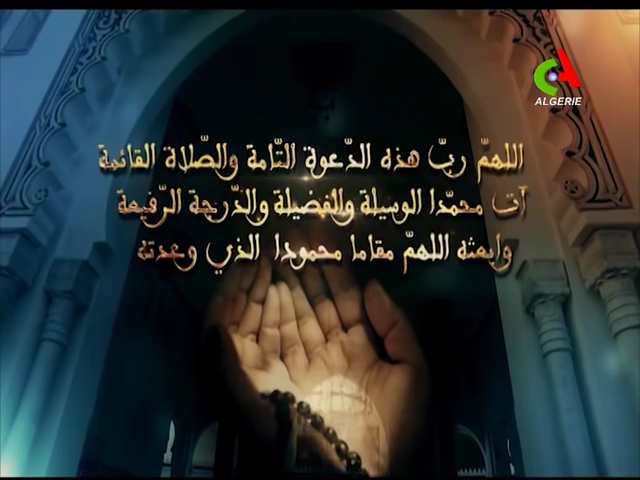 ALGERIE
اللهمّ ربّ هذه الدّعوة التّامة والصّلاة القائمة
آت محمّدا الوسيلة والفضيلة والدّرجة الرّفيعة
وابعثه اللهمّ مقاما محمودا الذي وعدته